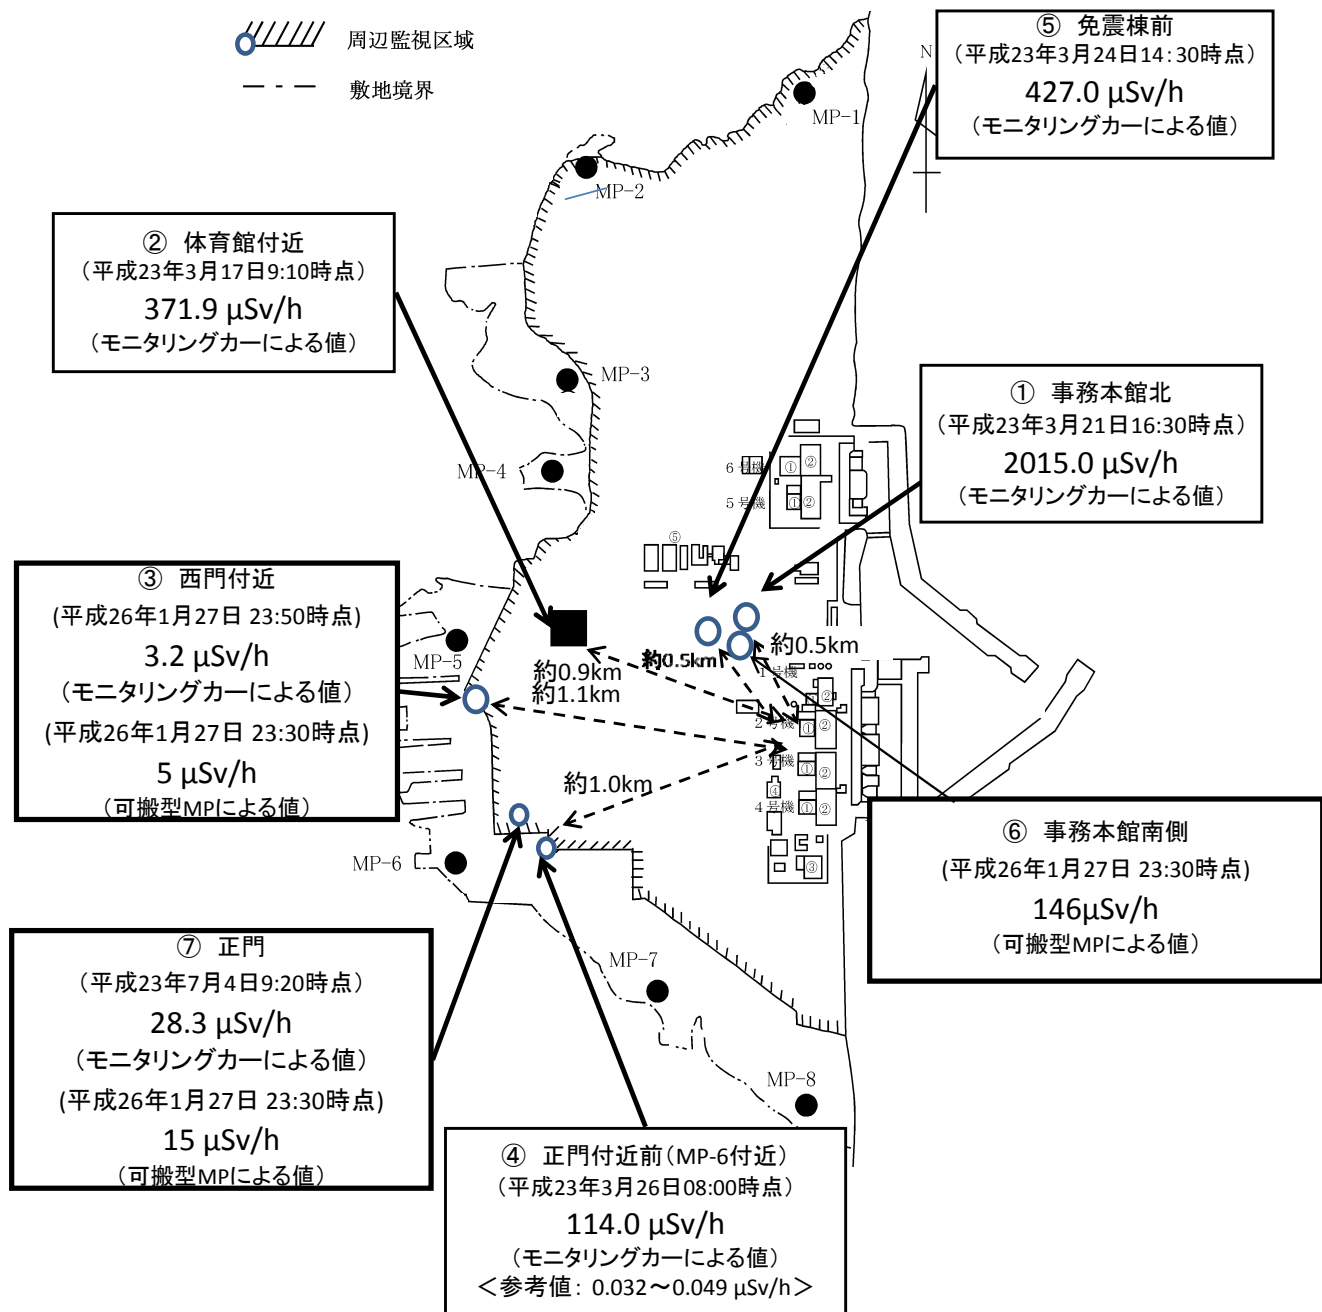 周辺監視区域
敷地境界
⑤ 免震棟前
（平成23年3月24日14:30時点）
427.0 μSv/h
（モニタリングカーによる値）
N
MP-1
MP-2
② 体育館付近
（平成23年3月17日9:10時点）
371.9 μSv/h
（モニタリングカーによる値）
MP-3
① 事務本館北
（平成23年3月21日16:30時点）
2015.0 μSv/h
（モニタリングカーによる値）
MP-4
6号機
① ②
5号機
① ②
⑤
③ 西門付近
(平成26年1月27日 23:50時点)
3.2 μSv/h
（モニタリングカーによる値）
(平成26年1月27日 23:30時点)
5 μSv/h
（可搬型MPによる値）
MP-5
約0.9km
約1.1km
約0.5km
約0.5km
1号機
②
2号機
① ②
3号機
① ②
④
4号機
① ②
③
約1.0km
MP-6
⑥ 事務本館南側
(平成26年1月27日 23:30時点)
146μSv/h
（可搬型MPによる値）
⑦ 正門
（平成23年7月4日9:20時点）
28.3 μSv/h
（モニタリングカーによる値）
(平成26年1月27日 23:30時点)
15 μSv/h
（可搬型MPによる値）
MP-7
MP-8
④ 正門付近前（MP-6付近）
（平成23年3月26日08:00時点）
114.0 μSv/h
（モニタリングカーによる値）
＜参考値：0.032～0.049 μSv/h＞